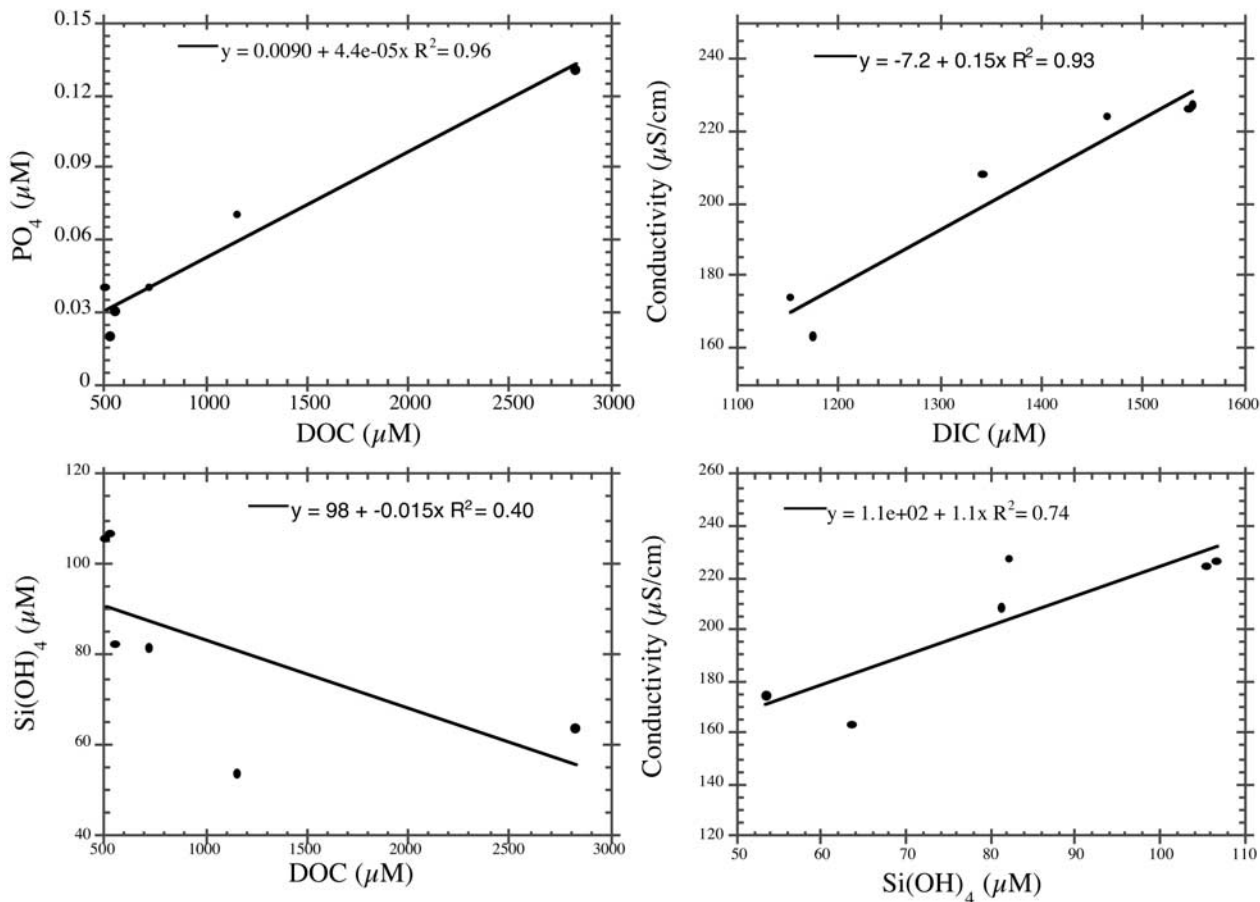 0.15
0.12
0.09
0.06
0.03
0
PO4 (μM)
y = 0.0090 + 4.4e-05x R2 = 0.96
500 1000 1500 2000 2500 3000
DOC (μM)
240
220
200
180
160
Conductivity (μS/cm)
y = -7.2 + 0.15x R2 = 0.93
1100 1200 1300 1400 1500 1600
DIC (μM)
120
100
80
60
40
Si(OH)4 (μM)
y = 98 + -0.015x R2 = 0.40
500 1000 1500 2000 2500 3000
DOC (μM)
260
240
220
200
180
160
140
120
Conductivity (μS/cm)
y = 1.1e+02 + 1.1x R2 = 0.74
50 60 70 80 90 100 110
Si(OH)4 (μM)